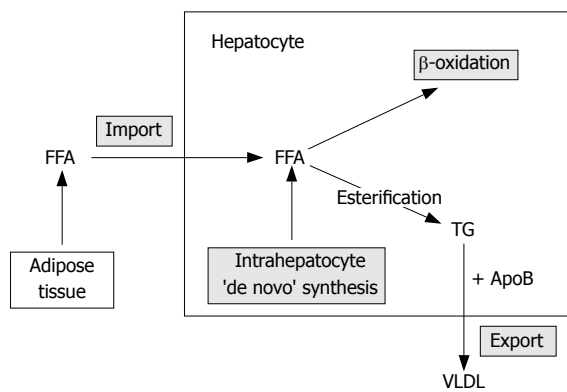 Hepatocyte
β-oxidation
Import
FFA
FFA
Esterification
TG
Adipose
tissue
Intrahepatocyte
'de novo' synthesis
+ ApoB
Export
VLDL